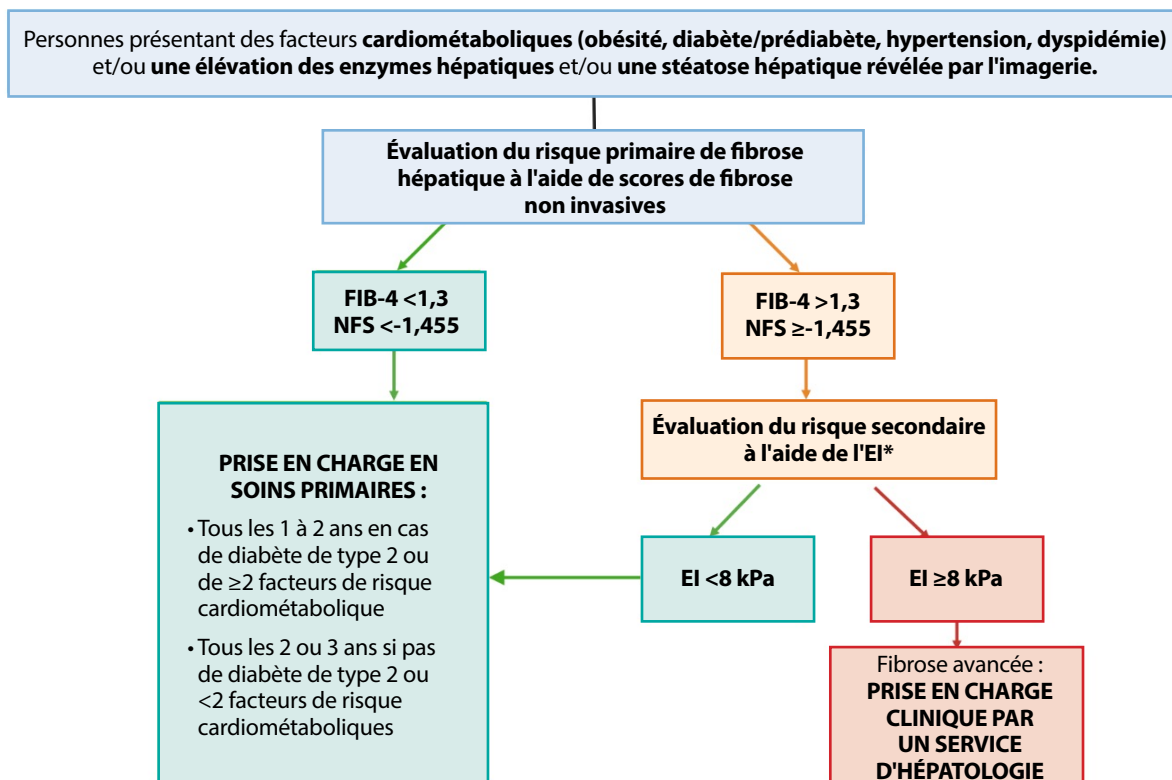 Personnes présentant des facteurs cardiométaboliques (obésité, diabète/prédiabète, hypertension, dyspidémie)
et/ou une élévation des enzymes hépatiques et/ou une stéatose hépatique révélée par l'imagerie.
Évaluation du risque primaire de fibrose
hépatique à l'aide de scores de fibrose
non invasives
FIB-4 <1,3
NFS <-1,455
FIB-4 >1,3
NFS ≥-1,455
Évaluation du risque secondaire
à l'aide de l'EI*
PRISE EN CHARGE EN
SOINS PRIMAIRES :
• Tous les 1 à 2 ans en cas
de diabète de type 2 ou
de ≥2 facteurs de risque
cardiométabolique
• Tous les 2 ou 3 ans si pas
de diabète de type 2 ou
<2 facteurs de risque
cardiométaboliques
EI <8 kPa
EI ≥8 kPa
Fibrose avancée :
PRISE EN CHARGE
CLINIQUE PAR
UN SERVICE
D'HÉPATOLOGIE